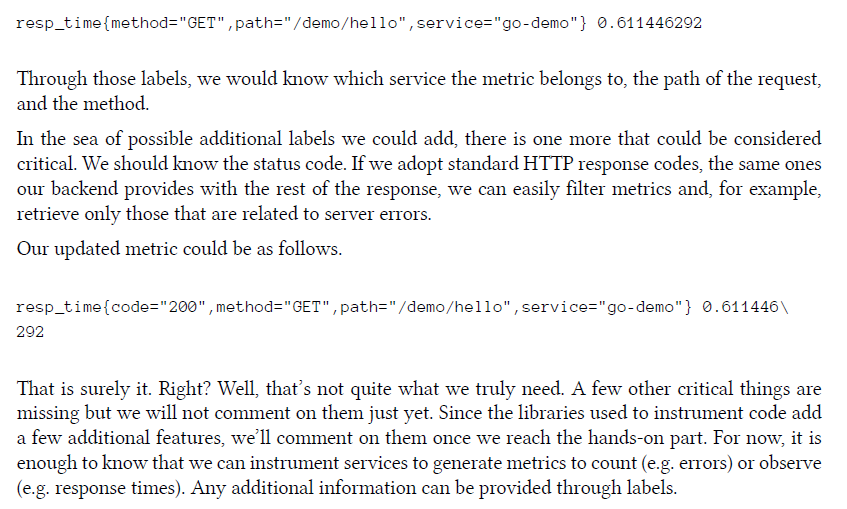 resp_time{method="GET",path="/demo/hello",service="go-demo"} 0.611446292
Through those labels, we would know which service the metric belongs to, the path of the request,
and the method.
In the sea of possible additional labels we could add, there is one more that could be considered
critical. We should know the status code. If we adopt standard HTTP response codes, the same ones
our backend provides with the rest of the response, we can easily filter metrics and, for example,
retrieve only those that are related to server errors.
Our updated metric could be as follows.
resp_time{code="200",method="GET",path="/demo/hello",service="go-demo"} 0.611446\
292
That is surely it. Right? Well, that’s not quite what we truly need. A few other critical things are
missing but we will not comment on them just yet. Since the libraries used to instrument code add
a few additional features, we’ll comment on them once we reach the hands-on part. For now, it is
enough to know that we can instrument services to generate metrics to count (e.g. errors) or observe
(e.g. response times). Any additional information can be provided through labels.